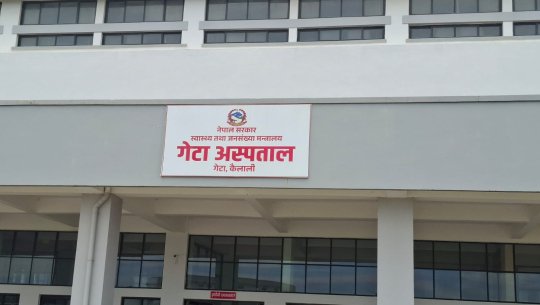 नेपाल सरकार
स्वास्थ्य तथा जनसंख्या मन्त्रालय
गेटा अस्पताल
गेटा, कैलाली